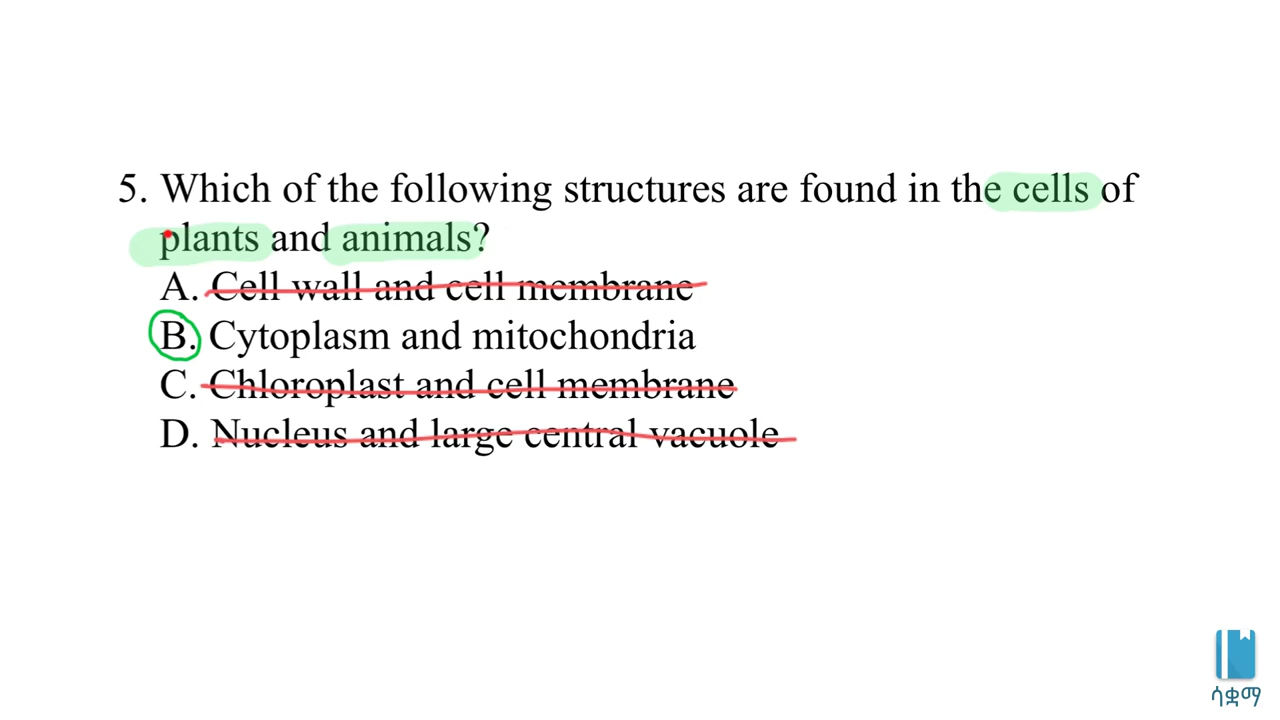 5. Which of the following structures are found in the cells of
plants and animals?
A. Cell wall and cell membrane
B. Cytoplasm and mitochondria
C. Chloroplast and cell membrane
D. Nucleus and large central vacuole
ሳቋማ